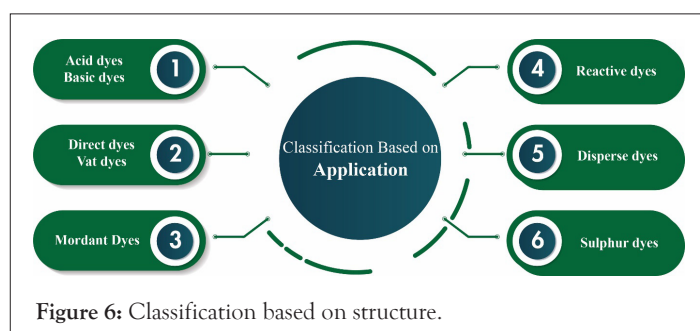 Acid dyes
Basic dyes
1
Direct dyes
Vat dyes
2
Mordant Dyes
3
Classification Based on
Application
4
Reactive dyes
5
Disperse dyes
6
Sulphur dyes
Figure 6: Classification based on structure.